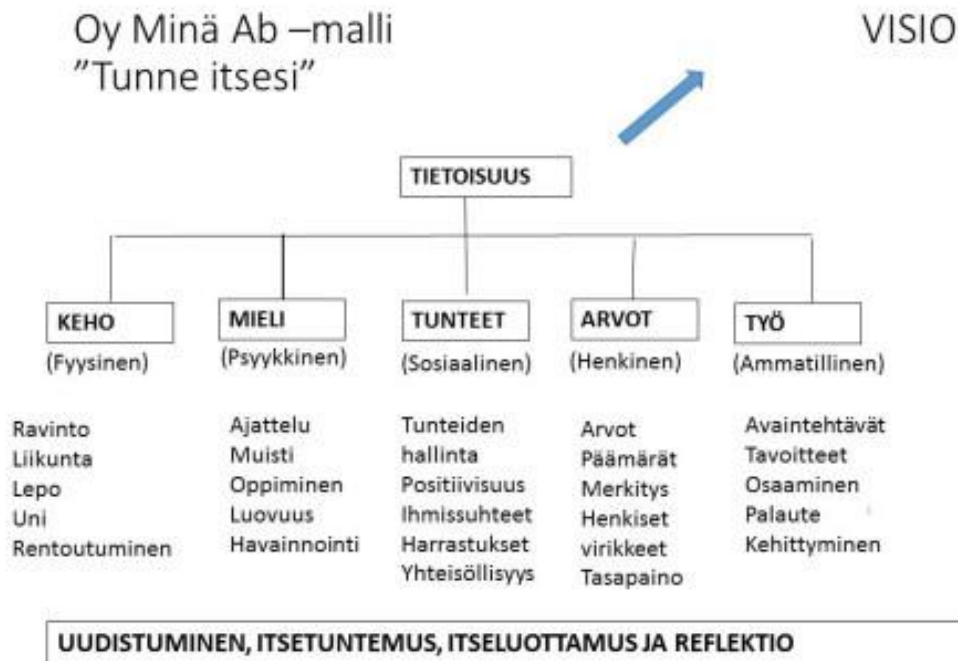 Oy Minä Ab –malli
"Tunne itsesi"
VISIO
TIETOISUUS
KEHO
(Fyysinen)
Ravinto
Liikunta
Lepo
Uni
Rentoutuminen
MIELI
(Psyykkinen)
Ajattelu
Muisti
Oppiminen
Luovuus
Havainnointi
TUNTEET
(Sosiaalinen)
Tunteiden
hallinta
Positiivisuus
Ihmissuhteet
Harrastukset
Yhteisöllisyys
ARVOT
(Henkinen)
Arvot
Päämärät
Merkitys
Henkiset
virikkeet
Tasapaino
TYÖ
(Ammatillinen)
Avaintehtävät
Tavoitteet
Osaaminen
Palaute
Kehittyminen
UUDISTUMINEN, ITSETUNTEMUS, ITSELUOTTAMUS JA REFLEKTIO